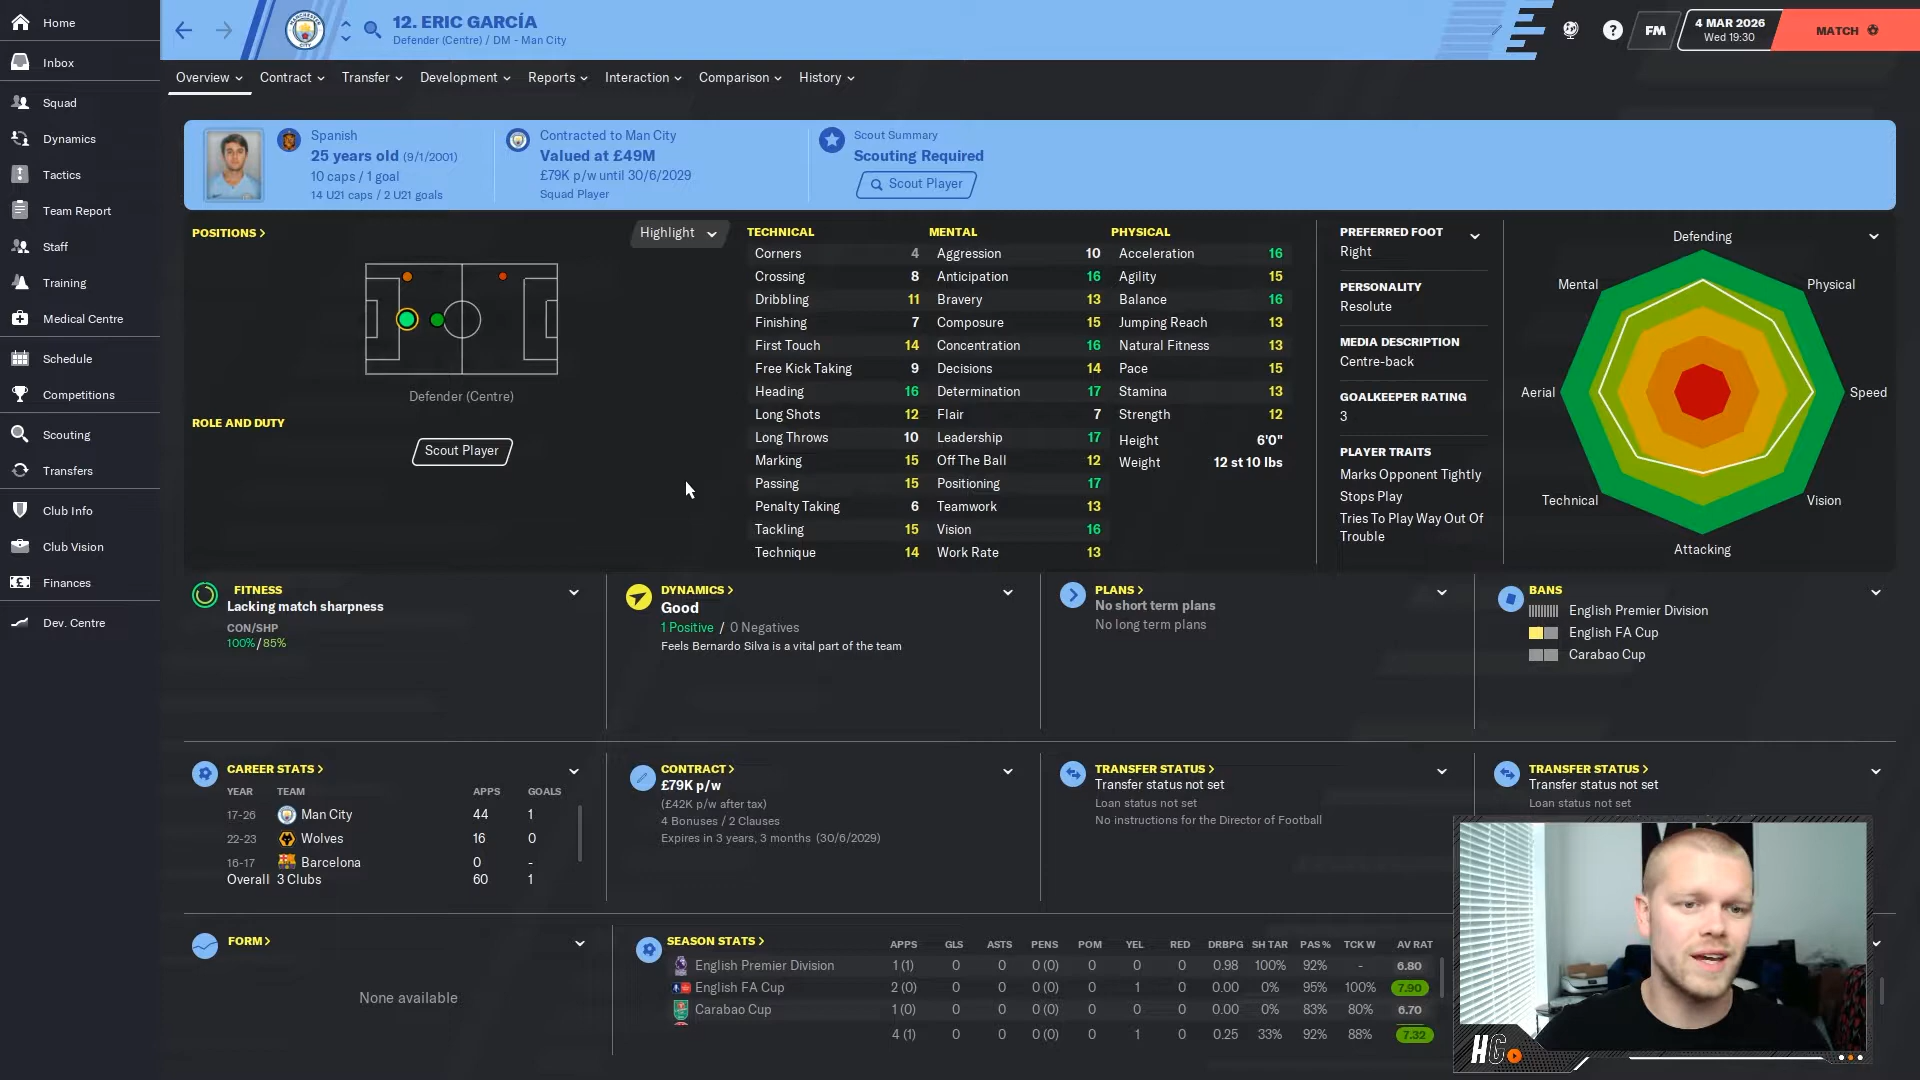 Home
Inbox
Squad
Dynamics
Tactics
Team Report
Staff
Training
Medical Centre
Schedule
Competitions
Scouting
Transfers
Club Info
Club Vision
Finances
Dev. Centre
12. ERIC GARCÍA
Defender (Centre) / DM - Man City
FM
4 MAR 2026
Wed 19:30
MATCH
Overview Contract Transfer Development Reports Interaction Comparison History
Spanish
25 years old (9/1/2001)
10 caps / 1 goal
14 U21 caps / 2 U21 goals
Contracted to Man City
Valued at £49M
£79K p/w until 30/6/2029
Squad Player
Scout Summary
Scouting Required
Scout Player
POSITIONS >
Highlight
Defender (Centre)
ROLE AND DUTY
Scout Player
TECHNICAL
Corners 4
Crossing 8
Dribbling 11
Finishing 7
First Touch 14
Free Kick Taking 9
Heading 16
Long Shots 12
Long Throws 10
Marking 15
Passing 15
Penalty Taking 6
Tackling 15
Technique 14
MENTAL
Aggression 10
Anticipation 16
Bravery 13
Composure 15
Concentration 16
Decisions 14
Determination 17
Flair 7
Leadership 17
Off The Ball 12
Positioning 17
Teamwork 13
Vision 16
Work Rate 13
PHYSICAL
Acceleration 16
Agility 15
Balance 16
Jumping Reach 13
Natural Fitness 13
Pace 15
Stamina 13
Strength 12
Height 6'0"
Weight 12 st 10 lbs
PREFERRED FOOT
Right
PERSONALITY
Resolute
MEDIA DESCRIPTION
Centre-back
GOALKEEPER RATING
3
PLAYER TRAITS
Marks Opponent Tightly
Stops Play
Tries To Play Way Out Of
Trouble
Defending
Mental Physical
Aerial Speed
Technical Vision
Attacking
FITNESS
Lacking match sharpness
CON/SHP
100%/85%
DYNAMICS >
Good
1 Positive / 0 Negatives
Feels Bernardo Silva is a vital part of the team
PLANS >
No short term plans
No long term plans
BANS
English Premier Division
English FA Cup
Carabao Cup
CAREER STATS >
YEAR TEAM APPS GOALS
17-26 Man City 44 1
22-23 Wolves 16 0
16-17 Barcelona 0 -
Overall 3 Clubs 60 1
CONTRACT >
£79K p/w
(£42K p/w after tax)
4 Bonuses / 2 Clauses
Expires in 3 years, 3 months (30/6/2029)
TRANSFER STATUS >
Transfer status not set
Loan status not set
No instructions for the Director of Football
TRANSFER STATUS >
Transfer status not set
Loan status not set
FORM >
None available
SEASON STATS > APPS GLS ASTS PENS POM YEL RED DRBPG SH TAR PAS % TCK W AV RAT
English Premier Division 1 (1) 0 0 0 (0) 0 0 0 0.98 100% 92% - 6.80
English FA Cup 2 (0) 0 0 0 (0) 0 1 0 0.00 0% 95% 100% 7.90
Carabao Cup 1 (0) 0 0 0 (0) 0 0 0 0.00 0% 83% 80% 6.70
4 (1) 0 0 0 (0) 0 1 0 0.25 33% 92% 88% 7.32
HG